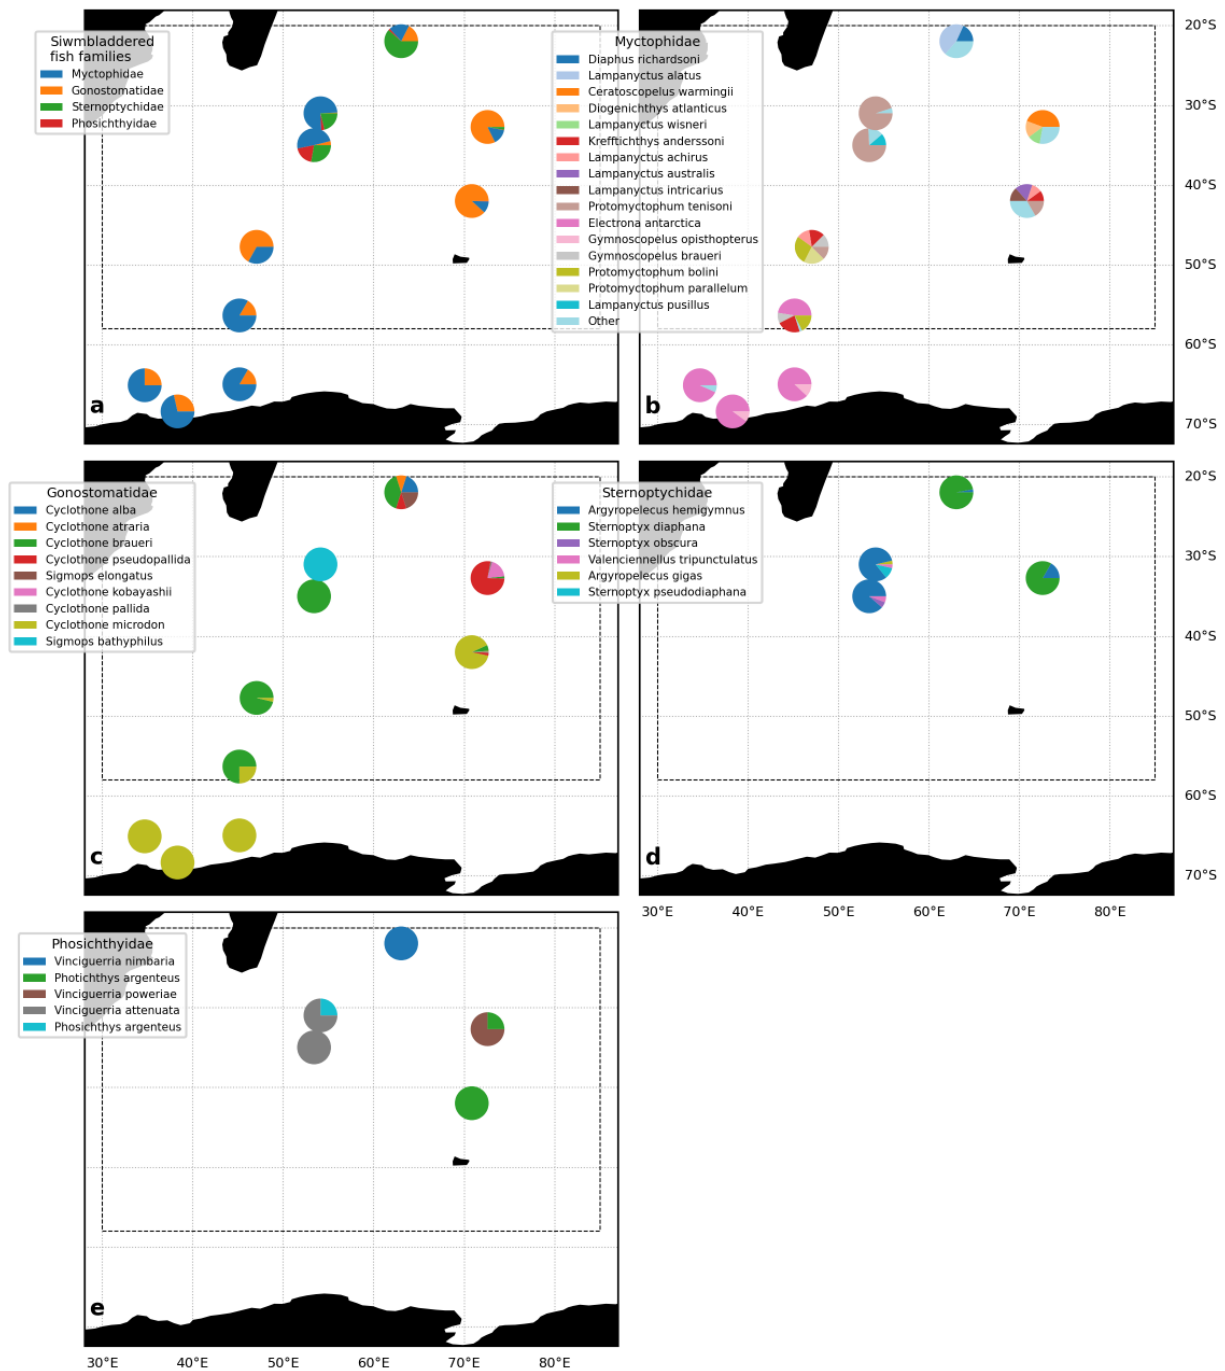 Siwmbladdered
fish families
Myctophidae
Gonostomatidae
Sternoptychidae
Phosichthyidae
a
Myctophidae
Diaphus richardsoni
Lampanyctus alatus
Ceratoscopelus warmingii
Diogenichthys atlanticus
Lampanyctus wisneri
Krefftichthys anderssoni
Lampanyctus achirus
Lampanyctus australis
Lampanyctus intricarius
Protomyctophum tenisoni
Electrona antarctica
Gymnoscopelus opisthopterus
Gymnoscopelus braueri
Protomyctophum bolini
Protomyctophum parallelum
Lampanyctus pusillus
Other
b
20°S
30°S
40°S
50°S
60°S
70°S
Gonostomatidae
Cyclothone alba
Cyclothone atraria
Cyclothone braueri
Cyclothone pseudopallida
Sigmops elongatus
Cyclothone kobayashii
Cyclothone pallida
Cyclothone microdon
Sigmops bathyphilus
c
Sternoptychidae
Argyropelecus hemigymnus
Sternoptyx diaphana
Sternoptyx obscura
Valenciennellus tripunctulatus
Argyropelecus gigas
Sternoptyx pseudodiaphana
d
20°S
30°S
40°S
50°S
60°S
70°S
30°E 40°E 50°E 60°E 70°E 80°E
Phosichthyidae
Vinciguerria nimbaria
Photichthys argenteus
Vinciguerria poweriae
Vinciguerria attenuata
Phosichthys argenteus
e
30°E 40°E 50°E 60°E 70°E 80°E